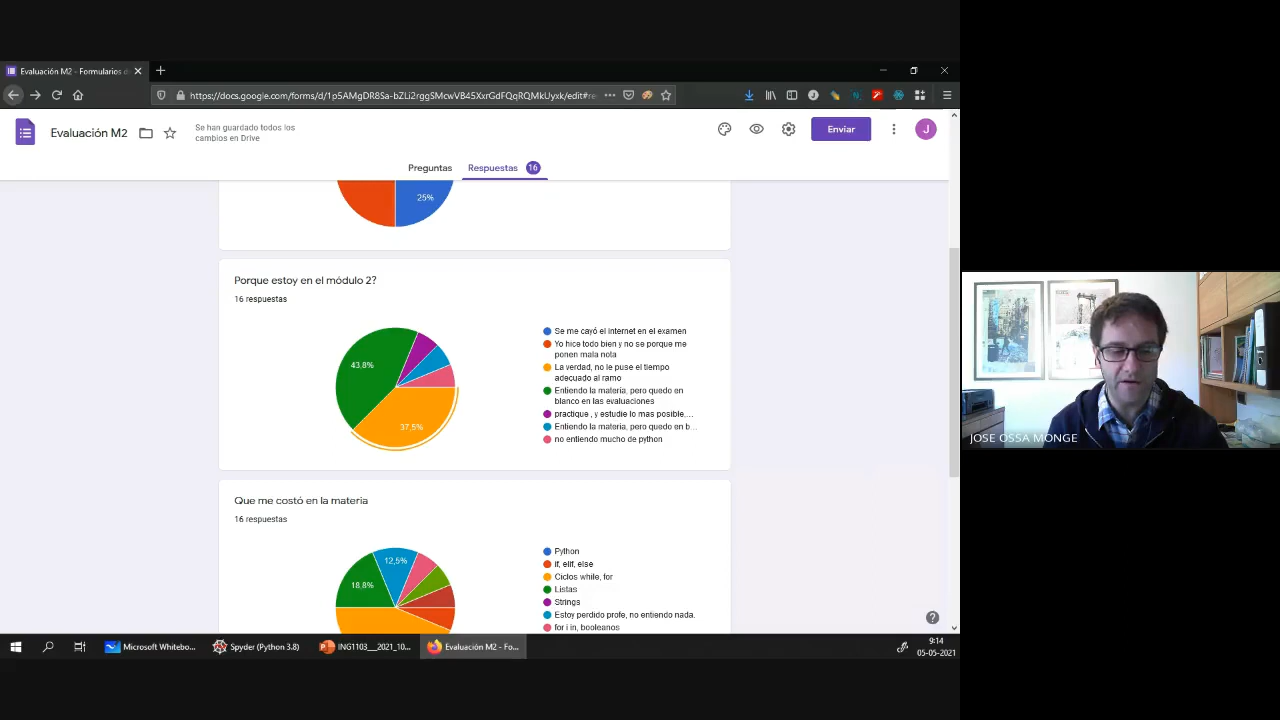 Evaluación M2 - Formularios d
https://docs.google.com/forms/d/1p5AMgDR8Sa-bZLi2rggSMcwVB45XxrGdFQqRQMkUyxk/edit#re
Evaluación M2
Se han guardado todos los
cambios en Drive
Enviar
J
Preguntas
Respuestas 16
25%
Porque estoy en el módulo 2?
16 respuestas
43,8%
37,5%
Se me cayó el internet en el examen
Yo hice todo bien y no se porque me
ponen mala nota
La verdad, no le puse el tiempo
adecuado al ramo
Entiendo la materia, pero quedo en
blanco en las evaluaciones
practique , y estudie lo mas posible....
Entiendo la materia, pero quedo en b...
no entiendo mucho de python
JOSE OSSA MONGE
Que me costó en la materia
16 respuestas
12,5%
18,8%
Python
if, elif, else
Ciclos while, for
Listas
Strings
Estoy perdido profe, no entiendo nada.
for i in, booleanos
Microsoft Whitebo...
Spyder (Python 3.8)
ING1103___2021_10...
Evaluación M2 - Fo...
9:14
05-05-2021